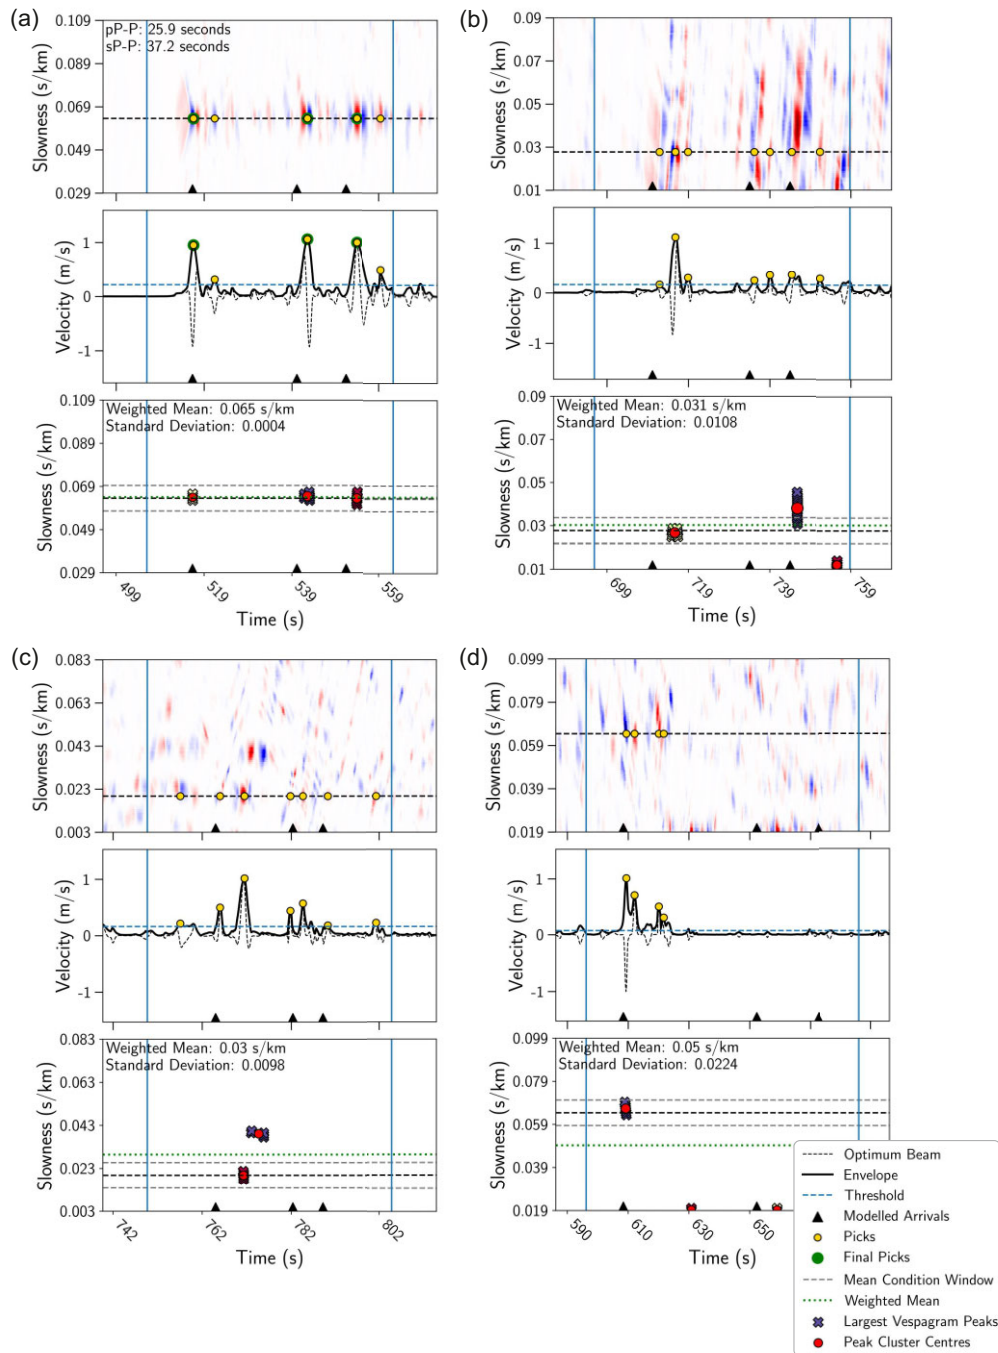 (a)
0.109
0.089
0.069
0.049
0.029
Slowness (s/km)
pP-P: 25.9 seconds
sP-P: 37.2 seconds
1
0
-1
Velocity (m/s)
0.109
0.089
0.069
0.049
0.029
Slowness (s/km)
Weighted Mean: 0.065 s/km
Standard Deviation: 0.0004
499
519
539
559
Time (s)
(b)
0.09
0.07
0.05
0.03
0.01
Slowness (s/km)
1
0
-1
Velocity (m/s)
0.09
0.07
0.05
0.03
0.01
Slowness (s/km)
Weighted Mean: 0.031 s/km
Standard Deviation: 0.0108
699
719
739
759
Time (s)
(c)
0.083
0.063
0.043
0.023
0.003
Slowness (s/km)
1
0
-1
Velocity (m/s)
0.083
0.063
0.043
0.023
0.003
Slowness (s/km)
Weighted Mean: 0.03 s/km
Standard Deviation: 0.0098
742
762
782
802
Time (s)
(d)
0.099
0.079
0.059
0.039
0.019
Slowness (s/km)
1
0
-1
Velocity (m/s)
0.099
0.079
0.059
0.039
0.019
Slowness (s/km)
Weighted Mean: 0.05 s/km
Standard Deviation: 0.0224
590
610
630
650
Time (s)
Optimum Beam
Envelope
Threshold
Modelled Arrivals
Picks
Final Picks
Mean Condition Window
Weighted Mean
Largest Vespagram Peaks
Peak Cluster Centres